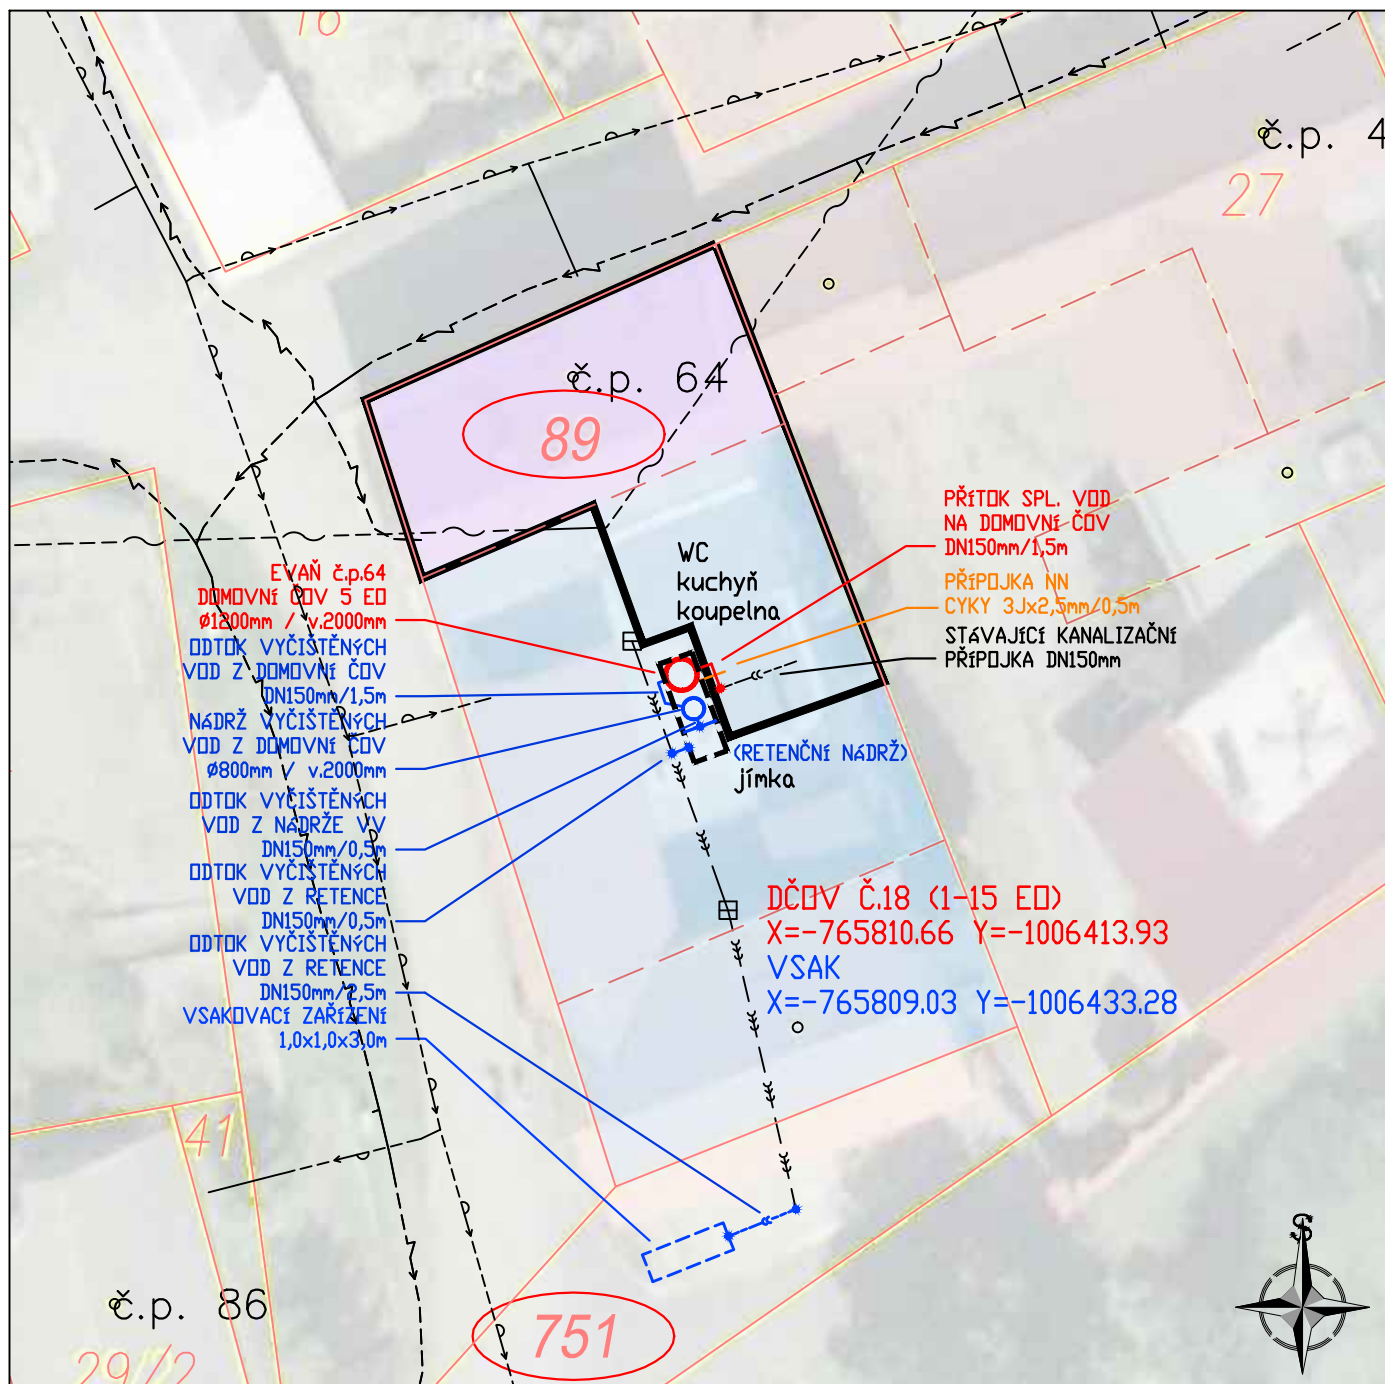 16
č.p. 4
27
č.p. 64
89
WC
kuchyň
koupelna
PŘÍTOK SPL. VOD
NA DOMOVNÍ ČOV
DN150mm/1,5m
PŘÍPOJKA NN
CYKY 3Jx2,5mm/0,5m
STÁVAJÍCÍ KANALIZAČNÍ
PŘÍPOJKA DN150mm
EVAŇ č.p.64
DOMOVNÍ ČOV 5 EO
Ø1200mm / v.2000mm
ODTOK VYČIŠTĚNÝCH
VOD Z DOMOVNÍ ČOV
DN150mm/1,5m
NÁDRŽ VYČIŠTĚNÝCH
VOD Z DOMOVNÍ ČOV
Ø800mm / v.2000mm
ODTOK VYČIŠTĚNÝCH
VOD Z NÁDRŽE VV
DN150mm/0,5m
ODTOK VYČIŠTĚNÝCH
VOD Z RETENCE
DN150mm/0,5m
ODTOK VYČIŠTĚNÝCH
VOD Z RETENCE
DN150mm/2,5m
VSAKOVACÍ ZAŘÍZENÍ
1,0x1,0x3,0m
(RETENČNÍ NÁDRŽ)
jímka
DČOV Č.18 (1-15 EO)
X=-765810.66 Y=-1006413.93
VSAK
X=-765809.03 Y=-1006433.28
41
č.p. 86
29/2
751
S